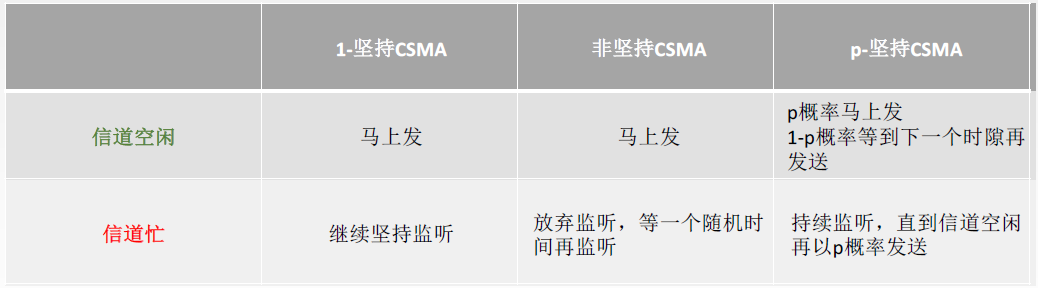 1-坚持CSMA 非坚持CSMA p-坚持CSMA
信道空闲 马上发 马上发 p概率马上发
1-p概率等到下一个时隙再
发送
信道忙 继续坚持监听 放弃监听，等一个随机时
间再监听 持续监听，直到信道空闲
再以p概率发送